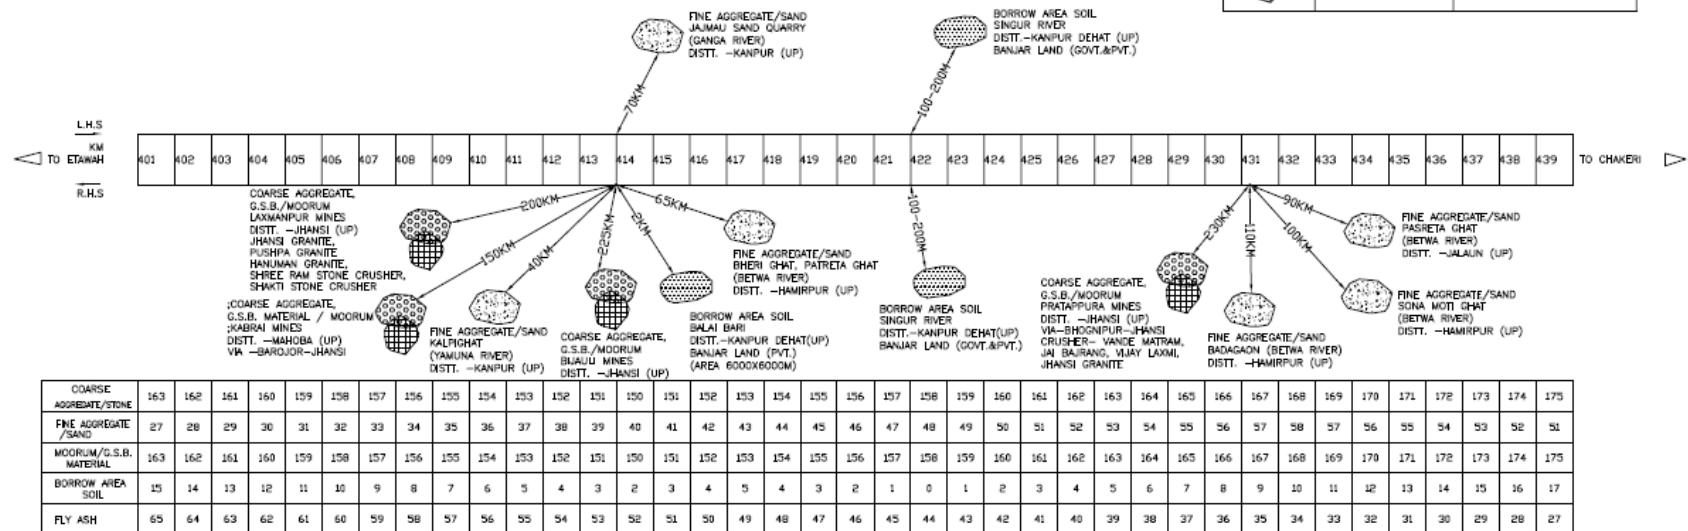 FINE AGGREGATE/SAND
JAJMAU SAND QUARRY
(GANGA RIVER)
DISTT. -KANPUR (UP)
BORROW AREA SOIL
SINGUR RIVER
DISTT.-KANPUR DEHAT (UP)
BANJAR LAND (GOVT.&PVT.)
70KM
100-200M
L.H.S
KM
TO ETAWAH
R.H.S
401 402 403 404 405 406 407 408 409 410 411 412 413 414 415 416 417 418 419 420 421 422 423 424 425 426 427 428 429 430 431 432 433 434 435 436 437 438 439
TO CHAKERI
200KM
150KM
40KM
225KM
2KM
65KM
100-200M
230KM
110KM
100KM
90KM
COARSE AGGREGATE,
G.S.B./MOORUM
LAXMANPUR MINES
DISTT. -JHANSI (UP)
JHANSI GRANITE,
PUSHPA GRANITE
HANUMAN GRANITE,
SHREE RAM STONE CRUSHER,
SHAKTI STONE CRUSHER
;COARSE AGGREGATE,
G.S.B. MATERIAL / MOORUM
;KABRAI MINES
DISTT. -MAHOBA (UP)
VIA -BAROJOR-JHANSI
FINE AGGREGATE/SAND
KALPIGHAT
(YAMUNA RIVER)
DISTT. -KANPUR (UP)
COARSE AGGREGATE,
G.S.B./MOORUM
BIJAULI MINES
DISTT. -JHANSI (UP)
BORROW AREA SOIL
BALAI BARI
DISTT.-KANPUR DEHAT(UP)
BANJAR LAND (PVT.)
(AREA 6000X6000M)
FINE AGGREGATE/SAND
BHERI GHAT, PATRETA GHAT
(BETWA RIVER)
DISTT. -HAMIRPUR (UP)
BORROW AREA SOIL
SINGUR RIVER
DISTT.-KANPUR DEHAT(UP)
BANJAR LAND (GOVT.&PVT.)
COARSE AGGREGATE,
G.S.B./MOORUM
PRATAPPURA MINES
DISTT. -JHANSI (UP)
VIA-BHOGNIPUR-JHANSI
CRUSHER- VANDE MATRAM,
JAI BAJRANG, VIJAY LAXMI,
JHANSI GRANITE
FINE AGGREGATE/SAND
BADAGAON (BETWA RIVER)
DISTT. -HAMIRPUR (UP)
FINE AGGREGATE/SAND
PASRETA GHAT
(BETWA RIVER)
DISTT. -JALAUN (UP)
FINE AGGREGATE/SAND
SONA MOTI GHAT
(BETWA RIVER)
DISTT. -HAMIRPUR (UP)
COARSE
AGGREGATE/STONE 163 162 161 160 159 158 157 156 155 154 153 152 151 150 151 152 153 154 155 156 157 158 159 160 161 162 163 164 165 166 167 168 169 170 171 172 173 174 175
FINE AGGREGATE
/SAND 27 28 29 30 31 32 33 34 35 36 37 38 39 40 41 42 43 44 45 46 47 48 49 50 51 52 53 54 55 56 57 58 57 56 55 54 53 52 51
MOORUM/G.S.B.
MATERIAL 163 162 161 160 159 158 157 156 155 154 153 152 151 150 151 152 153 154 155 156 157 158 159 160 161 162 163 164 165 166 167 168 169 170 171 172 173 174 175
BORROW AREA
SOIL 15 14 13 12 11 10 9 8 7 6 5 4 3 2 3 4 5 4 3 2 1 0 1 2 3 4 5 6 7 8 9 10 11 12 13 14 15 16 17
FLY ASH 65 64 63 62 61 60 59 58 57 56 55 54 53 52 51 50 49 48 47 46 45 44 43 42 41 40 39 38 37 36 35 34 33 32 31 30 29 28 27